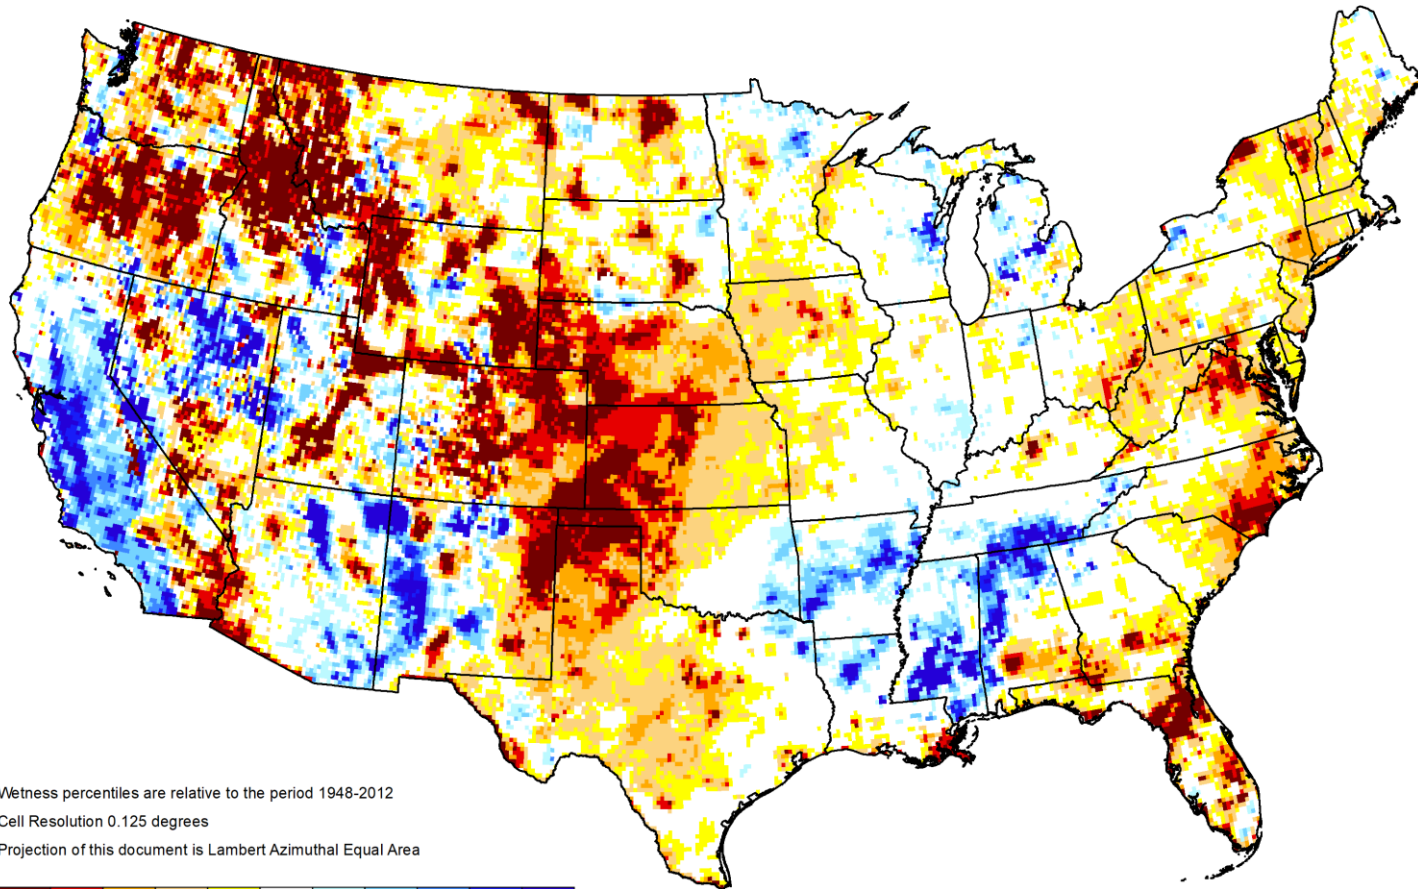 Wetness percentiles are relative to the period 1948-2012
Cell Resolution 0.125 degrees
Projection of this document is Lambert Azimuthal Equal Area